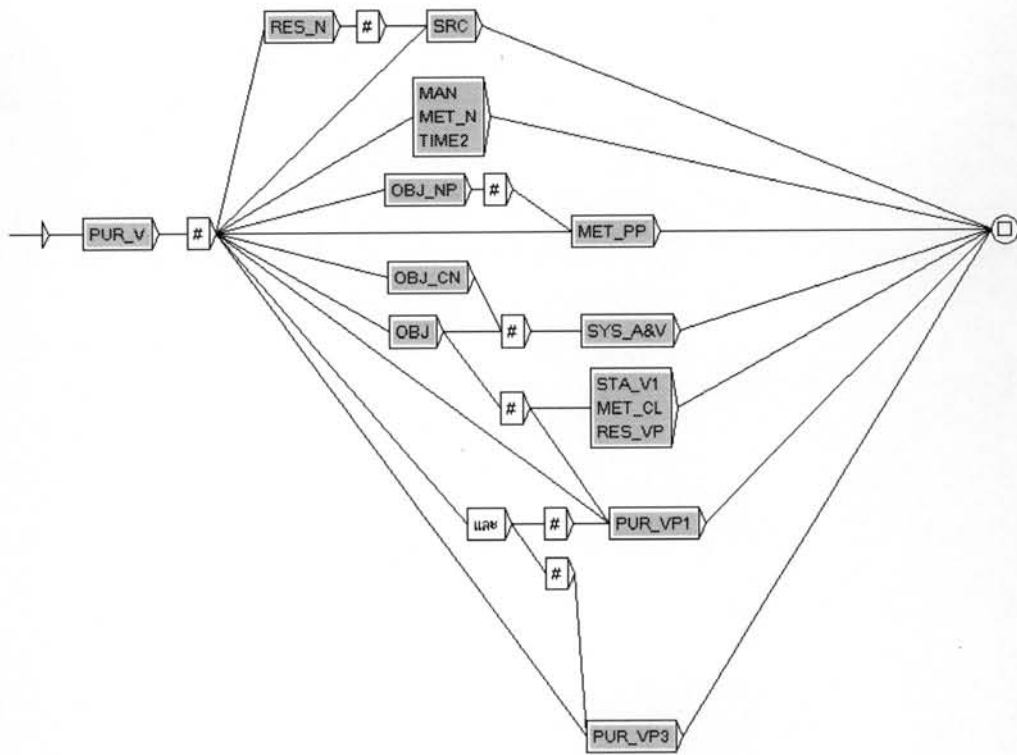 RES_N # SRC
MAN
MET_N
TIME2
OBJ_NP #
PUR_V # MET_PP
OBJ_CN
OBJ # SYS_A&V
STA_V1
# MET_CL
RES_VP
และ # PUR_VP1
#
PUR_VP3